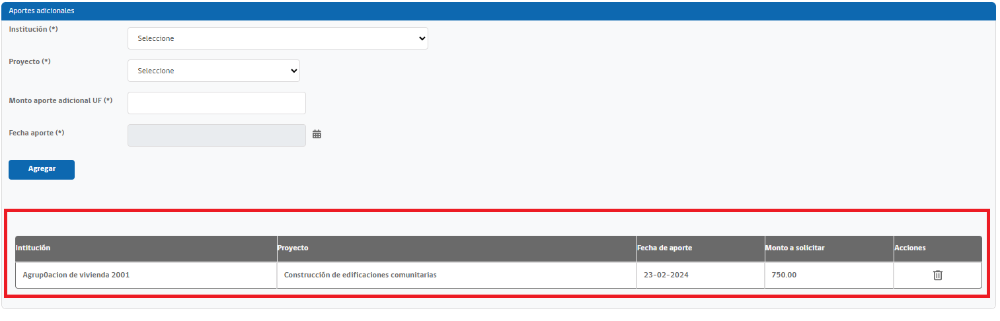 Aportes adicionales
Institución (*)
Seleccione
Proyecto (*)
Seleccione
Monto aporte adicional UF (*)
Fecha aporte (*)
Agregar
Intitución Proyecto Fecha de aporte Monto a solicitar Acciones
Agrup0acion de vivienda 2001 Construcción de edificaciones comunitarias 23-02-2024 750.00